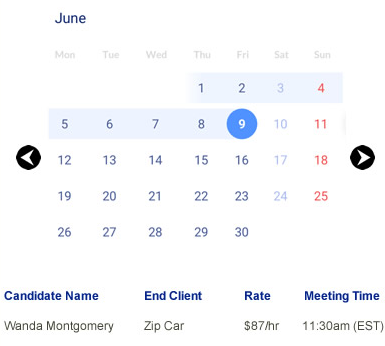 June
Mon Tue Wed Thu Fri Sat Sun
1 2 3 4
5 6 7 8 9 10 11
12 13 14 15 16 17 18
19 20 21 22 23 24 25
26 27 28 29 30
Candidate Name End Client Rate Meeting Time
Wanda Montgomery Zip Car $87/hr 11:30am (EST)